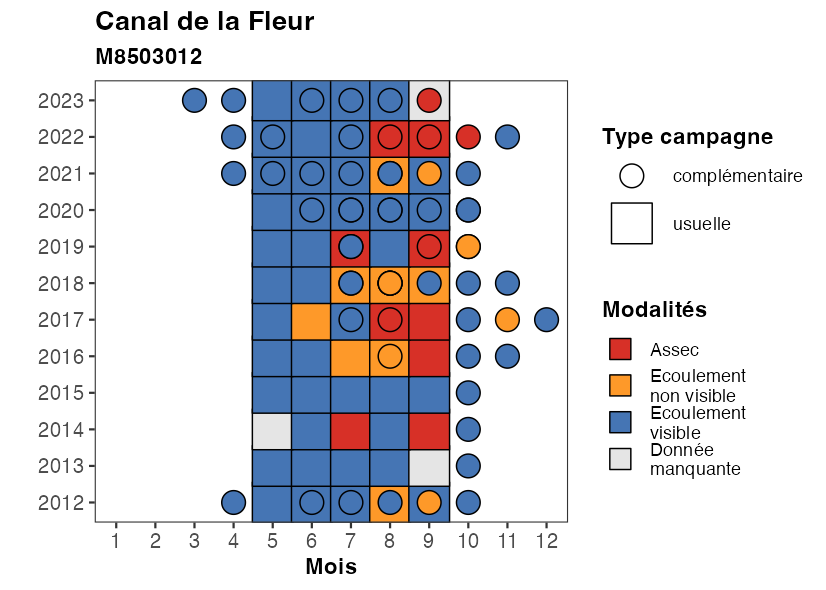 Canal de la Fleur
M8503012
2023
2022
2021
2020
2019
2018
2017
2016
2015
2014
2013
2012
1 2 3 4 5 6 7 8 9 10 11 12
Mois
Type campagne
complémentaire
usuelle
Modalités
Assec
Ecoulement
non visible
Ecoulement
visible
Donnée
manquante